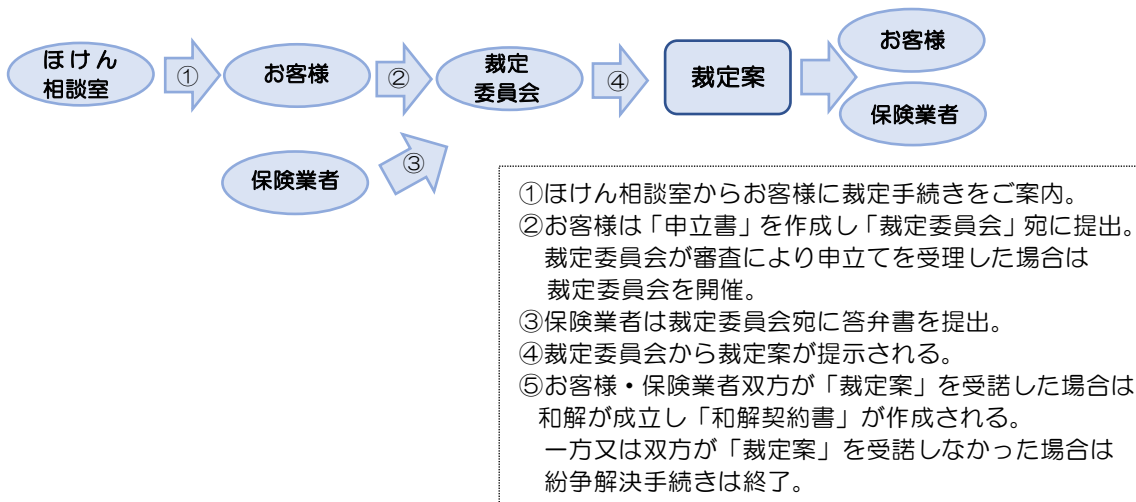 ほけん
相談室
①
お客様
②
裁定
委員会
④
裁定案
お客様
保険業者
保険業者
③
①ほけん相談室からお客様に裁定手続きをご案内。
②お客様は「申立書」を作成し「裁定委員会」宛に提出。
裁定委員会が審査により申立てを受理した場合は
裁定委員会を開催。
③保険業者は裁定委員会宛に答弁書を提出。
④裁定委員会から裁定案が提示される。
⑤お客様・保険業者双方が「裁定案」を受諾した場合は
和解が成立し「和解契約書」が作成される。
一方又は双方が「裁定案」を受諾しなかった場合は
紛争解決手続きは終了。